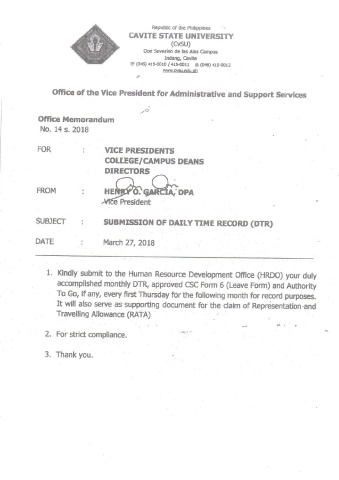 Republic of the Philippines
CAVITE STATE UNIVERSITY
(CvSU)
Don Severino de las Alas Campus
Indang, Cavite
(046) 415-0010 / 415-0011 (046) 415-0012
www.cvsu.edu.ph
Office of the Vice President for Administrative and Support Services
Office Memorandum
No. 14 s. 2018
FOR : VICE PRESIDENTS
COLLEGE/CAMPUS DEANS
DIRECTORS
FROM : HENRY O. GARCIA, DPA
Vice President
SUBJECT : SUBMISSION OF DAILY TIME RECORD (DTR)
DATE : March 27, 2018
1. Kindly submit to the Human Resource Development Office (HRDO) your duly
accomplished monthly DTR, approved CSC Form 6 (Leave Form) and Authority
To Go, if any, every first Thursday for the following month for record purposes.
It will also serve as supporting document for the claim of Representation and
Travelling Allowance (RATA)
2. For strict compliance.
3. Thank you.